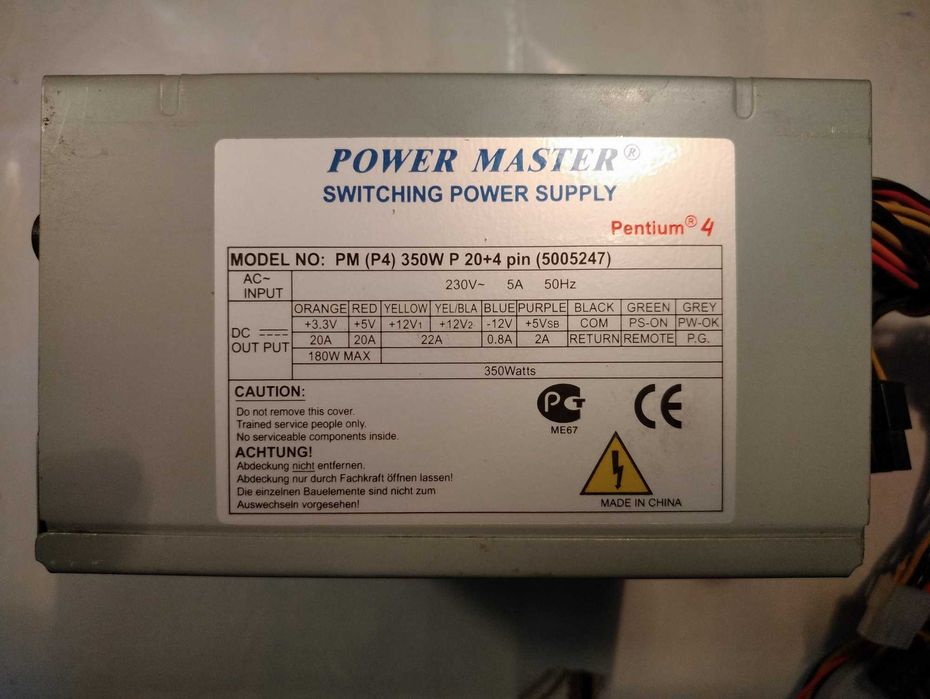 POWER MASTER®
SWITCHING POWER SUPPLY
Pentium® 4
MODEL NO: PM (P4) 350W P 20+4 pin (5005247)
AC~ INPUT 230V~ 5A 50Hz
DC OUT PUT
ORANGE RED YELLOW YEL/BLA BLUE PURPLE BLACK GREEN GREY
+3.3V +5V +12V1 +12V2 -12V +5VSB COM PS-ON PW-OK
20A 20A 22A 0.8A 2A RETURN REMOTE P.G.
180W MAX
350Watts
CAUTION:
Do not remove this cover.
Trained service people only.
No serviceable components inside.
ACHTUNG!
Abdeckung nicht entfernen.
Abdeckung nur durch Fachkraft öffnen lassen!
Die einzelnen Bauelemente sind nicht zum
Auswechseln vorgesehen!
PCT
ME67
CE
MADE IN CHINA